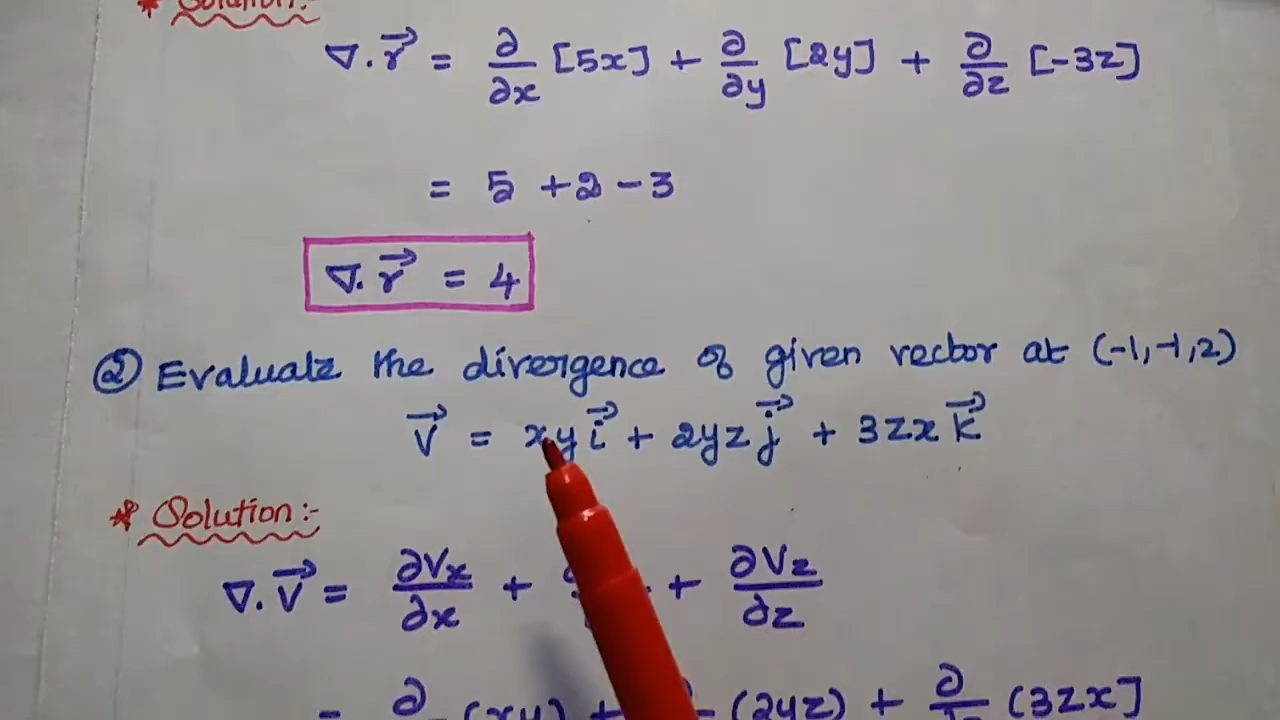 * Solution:-
∇.r⃗ = ∂/∂x [5x] + ∂/∂y [2y] + ∂/∂z [-3z]
= 5 + 2 - 3
∇.r⃗ = 4
② Evaluate the divergence of given vector at (-1,-1,2)
V⃗ = xy i⃗ + 2yz j⃗ + 3zx k⃗
* Solution:-
∇.V⃗ = ∂Vx/∂x + + ∂Vz/∂z
= ∂ (xy) + (2yz) + ∂ (3zx]